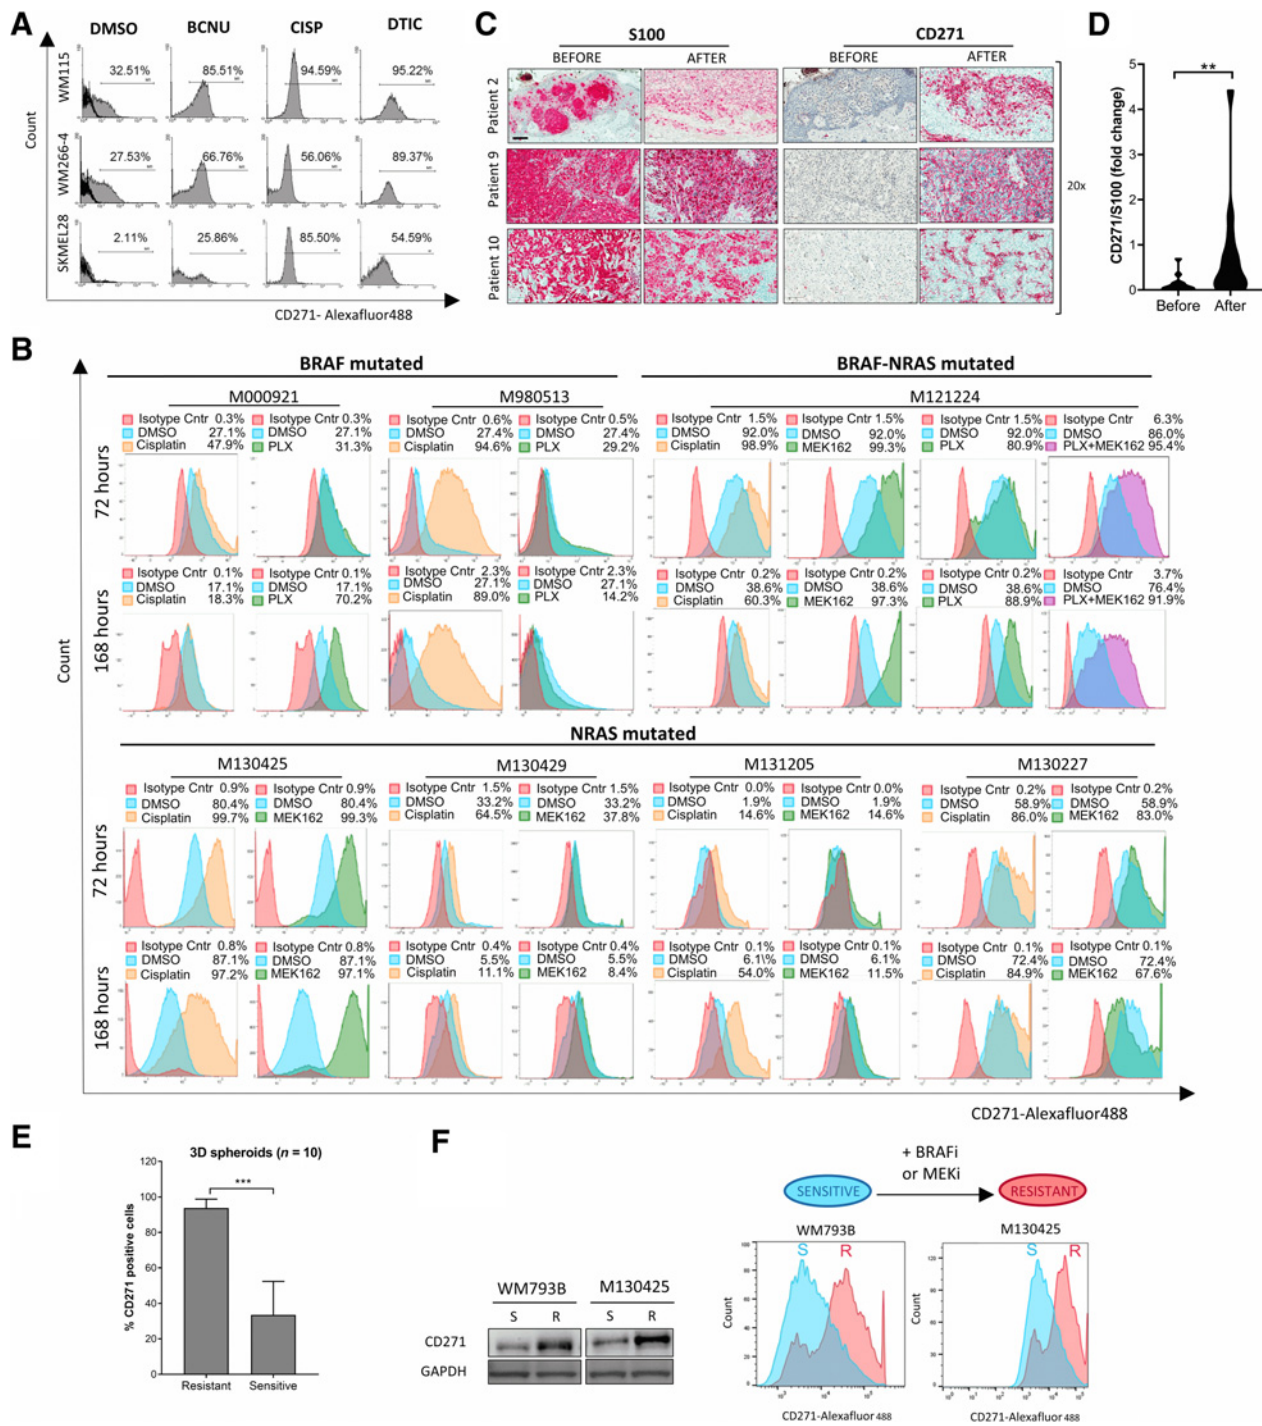 A
DMSO BCNU CISP DTIC
Count
WM115
32.51% 85.51% 94.59% 95.22%
WM266-4
27.53% 66.76% 56.06% 89.37%
SKMEL28
2.11% 25.86% 85.50% 54.59%
CD271- Alexafluor488
C
S100 CD271
BEFORE AFTER BEFORE AFTER
Patient 2
Patient 9
Patient 10
20x
D
CD271/S100 (fold change)
5
4
3
2
1
0
**
Before After
B
Count
BRAF mutated BRAF-NRAS mutated
M000921 M980513 M121224
72 hours
Isotype Cntr 0.3% Isotype Cntr 0.3% Isotype Cntr 0.6% Isotype Cntr 0.5% Isotype Cntr 1.5% Isotype Cntr 1.5% Isotype Cntr 1.5% Isotype Cntr 6.3%
DMSO 27.1% DMSO 27.1% DMSO 27.4% DMSO 27.4% DMSO 92.0% DMSO 92.0% DMSO 92.0% DMSO 86.0%
Cisplatin 47.9% PLX 31.3% Cisplatin 94.6% PLX 29.2% Cisplatin 98.9% MEK162 99.3% PLX 80.9% PLX+MEK162 95.4%
168 hours
Isotype Cntr 0.1% Isotype Cntr 0.1% Isotype Cntr 2.3% Isotype Cntr 2.3% Isotype Cntr 0.2% Isotype Cntr 0.2% Isotype Cntr 0.2% Isotype Cntr 3.7%
DMSO 17.1% DMSO 17.1% DMSO 27.1% DMSO 27.1% DMSO 38.6% DMSO 38.6% DMSO 38.6% DMSO 76.4%
Cisplatin 18.3% PLX 70.2% Cisplatin 89.0% PLX 14.2% Cisplatin 60.3% MEK162 97.3% PLX 88.9% PLX+MEK162 91.9%
NRAS mutated
M130425 M130429 M131205 M130227
72 hours
Isotype Cntr 0.9% Isotype Cntr 0.9% Isotype Cntr 1.5% Isotype Cntr 1.5% Isotype Cntr 0.0% Isotype Cntr 0.0% Isotype Cntr 0.2% Isotype Cntr 0.2%
DMSO 80.4% DMSO 80.4% DMSO 33.2% DMSO 33.2% DMSO 1.9% DMSO 1.9% DMSO 58.9% DMSO 58.9%
Cisplatin 99.7% MEK162 99.3% Cisplatin 64.5% MEK162 37.8% Cisplatin 14.6% MEK162 14.6% Cisplatin 86.0% MEK162 83.0%
168 hours
Isotype Cntr 0.8% Isotype Cntr 0.8% Isotype Cntr 0.4% Isotype Cntr 0.4% Isotype Cntr 0.1% Isotype Cntr 0.1% Isotype Cntr 0.1% Isotype Cntr 0.1%
DMSO 87.1% DMSO 87.1% DMSO 5.5% DMSO 5.5% DMSO 6.1\% DMSO 6.1% DMSO 72.4% DMSO 72.4%
Cisplatin 97.2% MEK162 97.1% Cisplatin 11.1% MEK162 8.4% Cisplatin 54.0% MEK162 11.5% Cisplatin 84.9% MEK162 67.6%
CD271-Alexafluor488
E
3D spheroids (n = 10)
% CD271 positive cells
120
100
80
60
40
20
0
***
Resistant Sensitive
F
WM793B M130425
S R S R
CD271
GAPDH
+ BRAFi
or MEKi
SENSITIVE RESISTANT
WM793B M130425
S R S R
Count Count
CD271-Alexafluor 488 CD271-Alexafluor 488